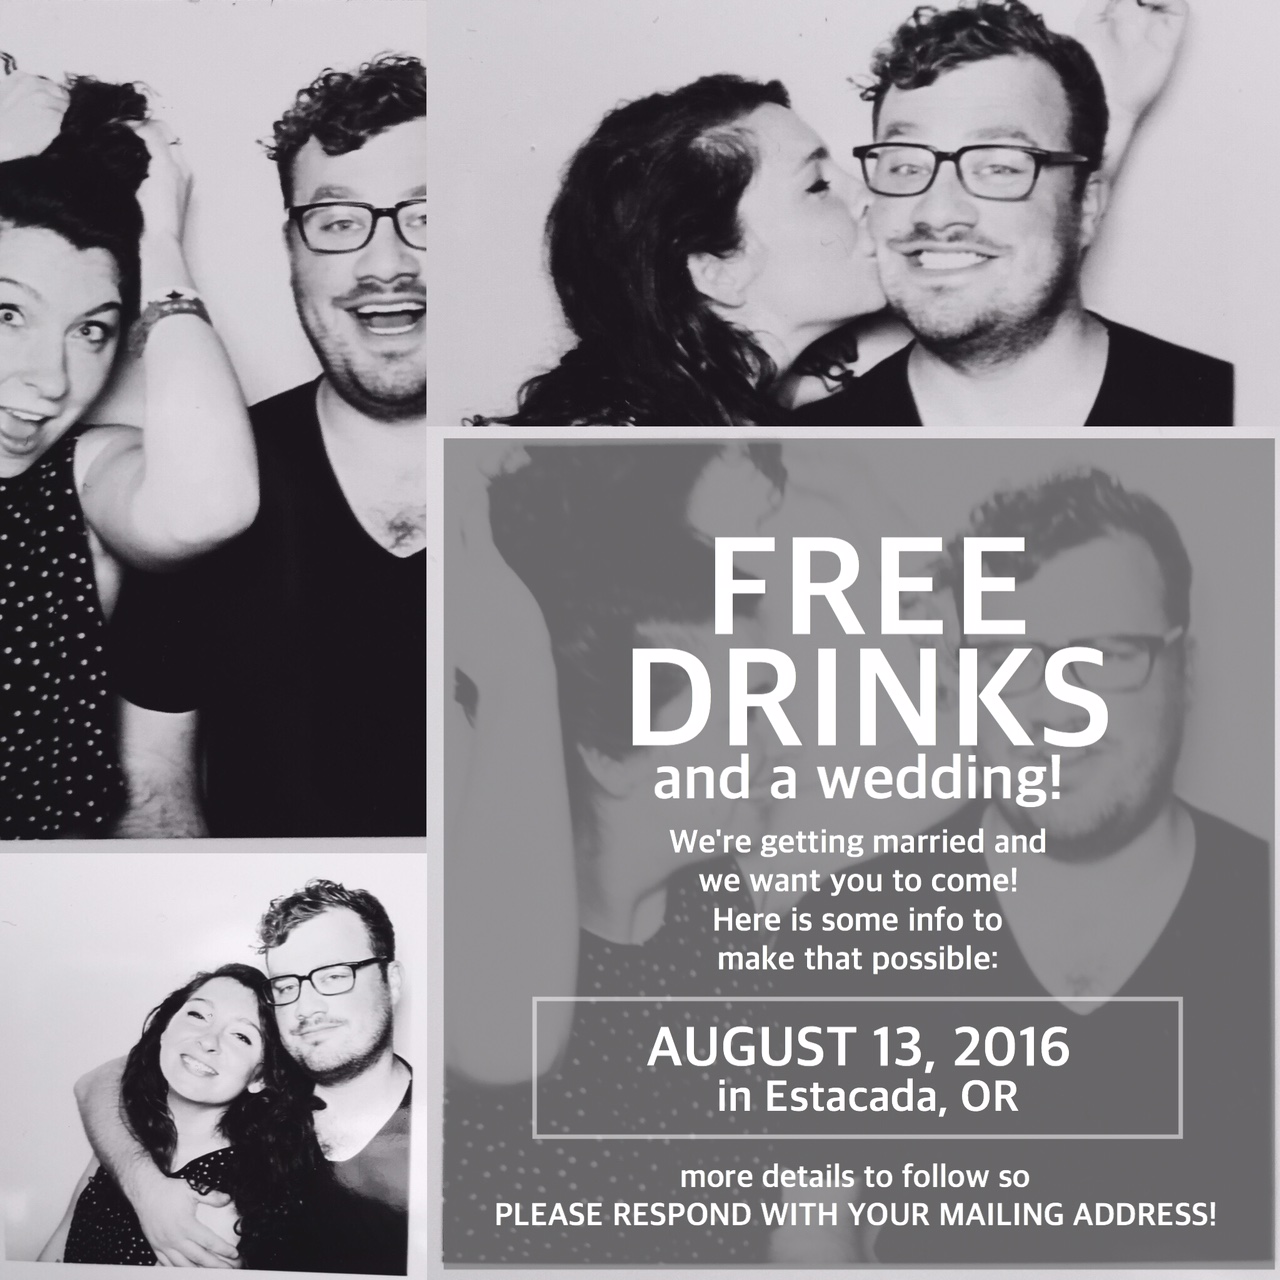 FREE
DRINKS
and a wedding!
We're getting married and
we want you to come!
Here is some info to
make that possible:
AUGUST 13, 2016
in Estacada, OR
more details to follow so
PLEASE RESPOND WITH YOUR MAILING ADDRESS!